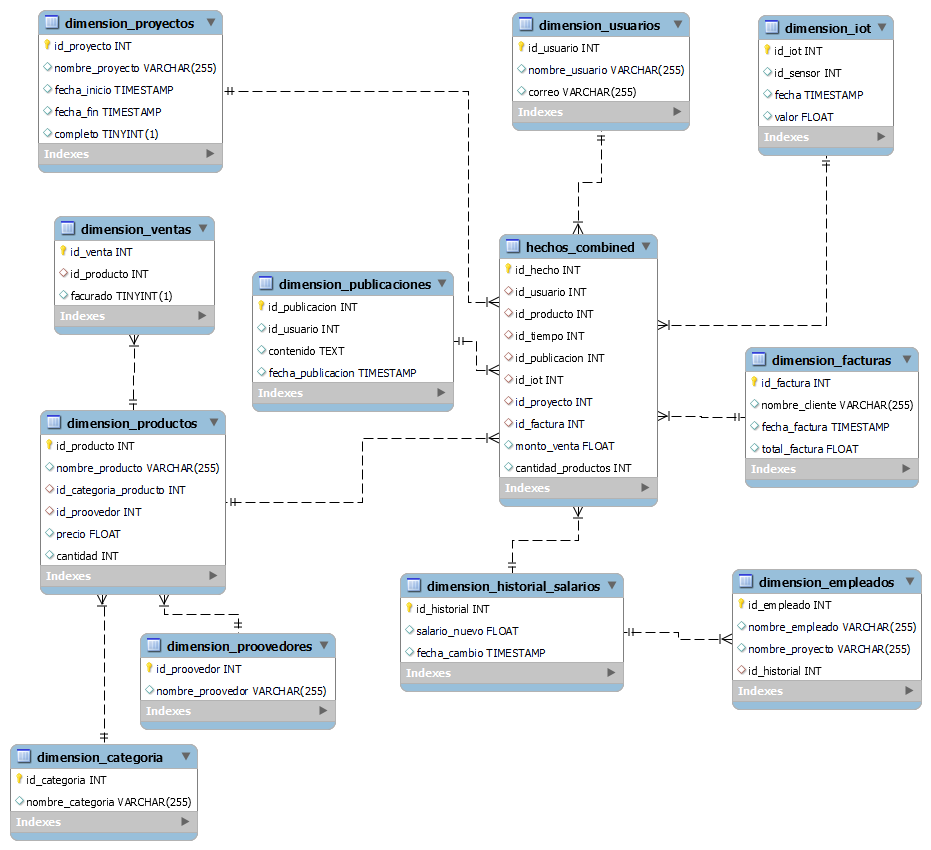 dimension_proyectos
id_proyecto INT
nombre_proyecto VARCHAR(255)
fecha_inicio TIMESTAMP
fecha_fin TIMESTAMP
completo TINYINT(1)
Indexes
dimension_usuarios
id_usuario INT
nombre_usuario VARCHAR(255)
correo VARCHAR(255)
Indexes
dimension_iot
id_iot INT
id_sensor INT
fecha TIMESTAMP
valor FLOAT
Indexes
dimension_ventas
id_venta INT
id_producto INT
facurado TINYINT(1)
Indexes
dimension_publicaciones
id_publicacion INT
id_usuario INT
contenido TEXT
fecha_publicacion TIMESTAMP
Indexes
hechos_combined
id_hecho INT
id_usuario INT
id_producto INT
id_tiempo INT
id_publicacion INT
id_iot INT
id_proyecto INT
id_factura INT
monto_venta FLOAT
cantidad_productos INT
Indexes
dimension_facturas
id_factura INT
nombre_cliente VARCHAR(255)
fecha_factura TIMESTAMP
total_factura FLOAT
Indexes
dimension_productos
id_producto INT
nombre_producto VARCHAR(255)
id_categoria_producto INT
id_proovedor INT
precio FLOAT
cantidad INT
Indexes
dimension_historial_salarios
id_historial INT
salario_nuevo FLOAT
fecha_cambio TIMESTAMP
Indexes
dimension_empleados
id_empleado INT
nombre_empleado VARCHAR(255)
nombre_proyecto VARCHAR(255)
id_historial INT
Indexes
dimension_proovedores
id_proovedor INT
nombre_proovedor VARCHAR(255)
Indexes
dimension_categoria
id_categoria INT
nombre_categoria VARCHAR(255)
Indexes